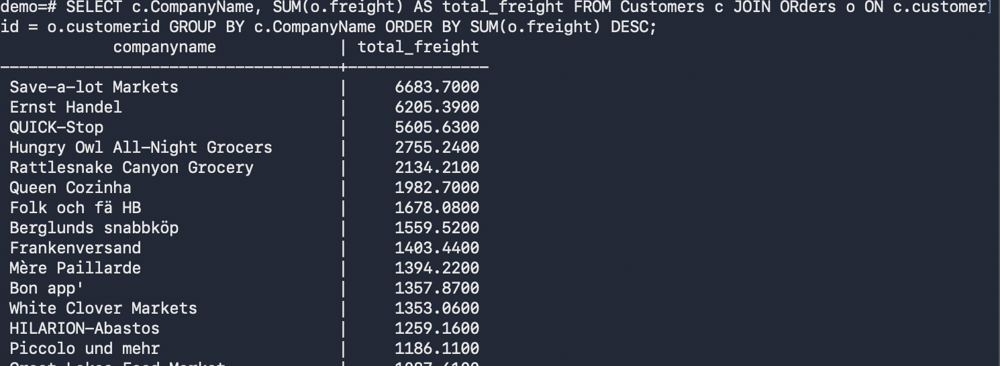 demo=# SELECT c.CompanyName, SUM(o.freight) AS total_freight FROM Customers c JOIN ORders o ON c.customer]
id = o.customerid GROUP BY c.CompanyName ORDER BY SUM(o.freight) DESC;
companyname | total_freight
------------------------------------+---------------
Save-a-lot Markets | 6683.7000
Ernst Handel | 6205.3900
QUICK-Stop | 5605.6300
Hungry Owl All-Night Grocers | 2755.2400
Rattlesnake Canyon Grocery | 2134.2100
Queen Cozinha | 1982.7000
Folk och fä HB | 1678.0800
Berglunds snabbköp | 1559.5200
Frankenversand | 1403.4400
Mère Paillarde | 1394.2200
Bon app' | 1357.8700
White Clover Markets | 1353.0600
HILARION-Abastos | 1259.1600
Piccolo und mehr | 1186.1100
Great Lakes Food Market